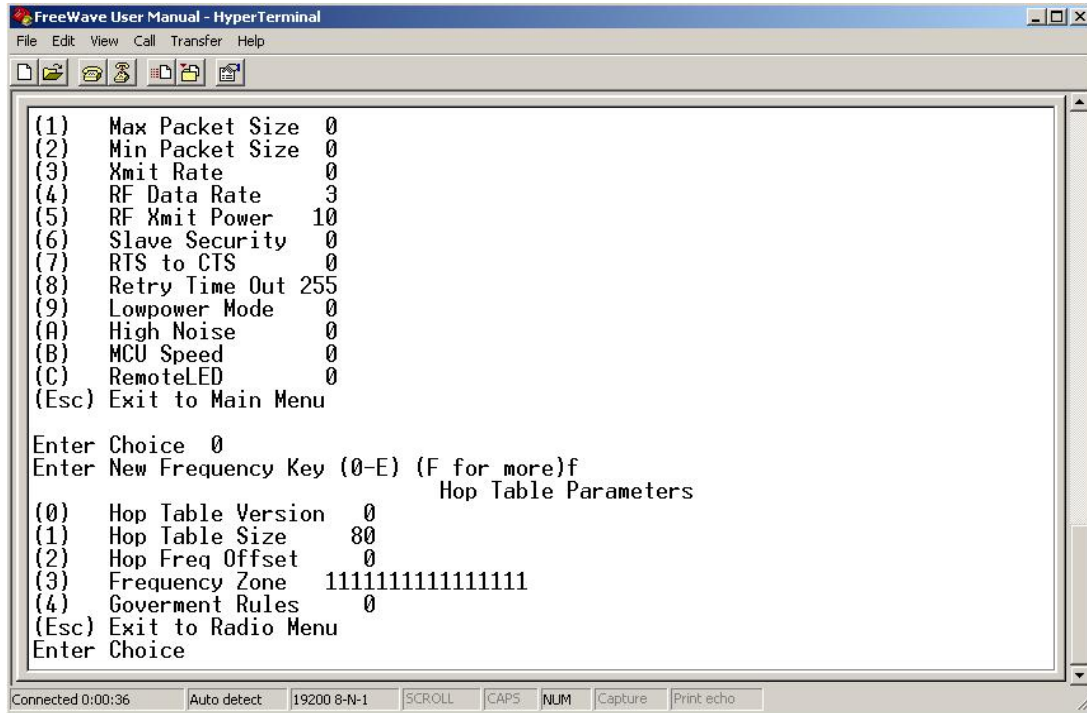 FreeWave User Manual - HyperTerminal
File Edit View Call Transfer Help
(1) Max Packet Size 0
(2) Min Packet Size 0
(3) Xmit Rate 0
(4) RF Data Rate 3
(5) RF Xmit Power 10
(6) Slave Security 0
(7) RTS to CTS 0
(8) Retry Time Out 255
(9) Lowpower Mode 0
(A) High Noise 0
(B) MCU Speed 0
(C) RemoteLED 0
(Esc) Exit to Main Menu
Enter Choice 0
Enter New Frequency Key (0-E) (F for more)f
Hop Table Parameters
(0) Hop Table Version 0
(1) Hop Table Size 80
(2) Hop Freq Offset 0
(3) Frequency Zone 1111111111111111
(4) Goverment Rules 0
(Esc) Exit to Radio Menu
Enter Choice
Connected 0:00:36 Auto detect 19200 8-N-1 SCROLL CAPS NUM Capture Print echo